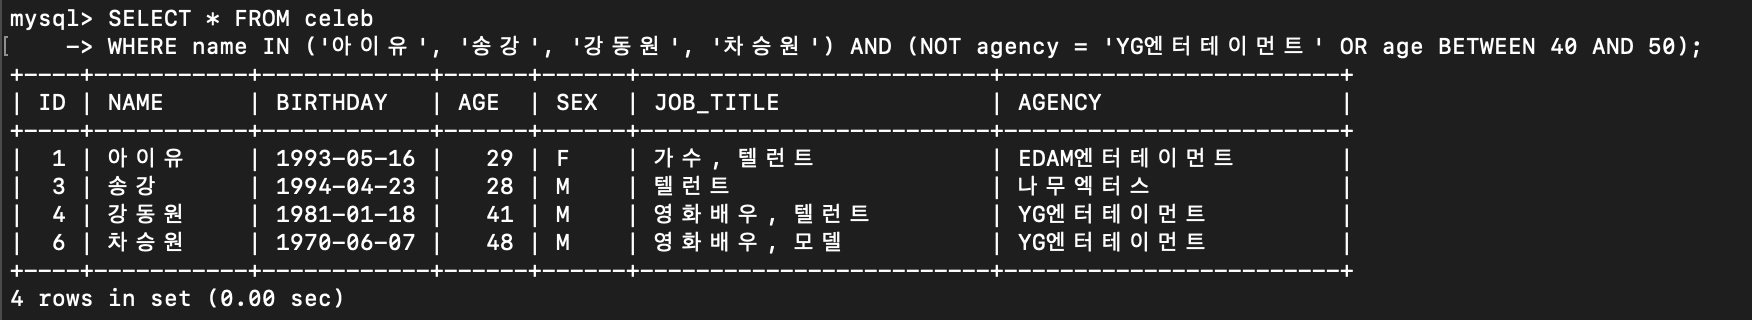 mysql> SELECT * FROM celeb
[    -> WHERE name IN ('아이유', '송강', '강동원', '차승원') AND (NOT agency = 'YG엔터테이먼트' OR age BETWEEN 40 AND 50);
+----+-----------+------------+------+------+-------------------------+------------------------+
| ID | NAME      | BIRTHDAY   | AGE  | SEX  | JOB_TITLE               | AGENCY                 |
+----+-----------+------------+------+------+-------------------------+------------------------+
|  1 | 아이유    | 1993-05-16 |   29 | F    | 가수, 텔런트            | EDAM엔터테이먼트       |
|  3 | 송강      | 1994-04-23 |   28 | M    | 텔런트                  | 나무엑터스             |
|  4 | 강동원    | 1981-01-18 |   41 | M    | 영화배우, 텔런트        | YG엔터테이먼트         |
|  6 | 차승원    | 1970-06-07 |   48 | M    | 영화배우, 모델          | YG엔터테이먼트         |
+----+-----------+------------+------+------+-------------------------+------------------------+
4 rows in set (0.00 sec)